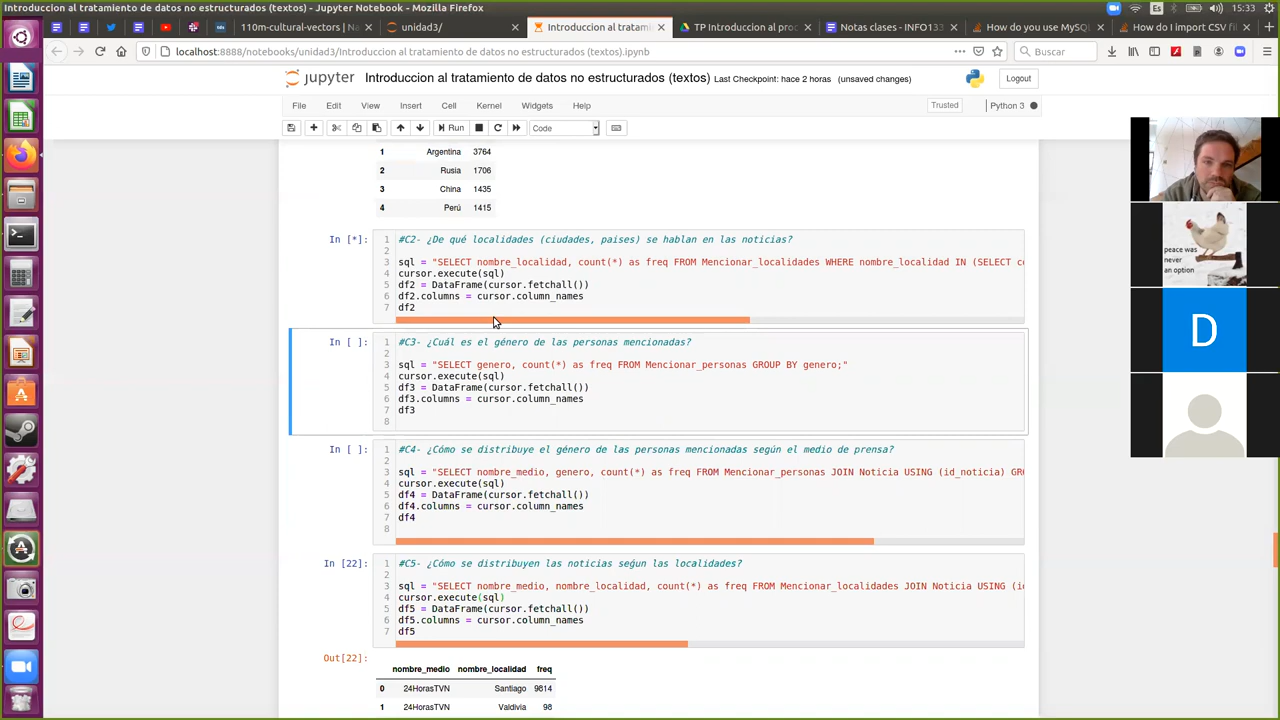 Introduccion al tratamiento de datos no estructurados (textos) - Jupyter Notebook - Mozilla Firefox
15:33
110m-cultural-vectors | Nat
unidad3/
Introduccion al tratamient
TP Introduccion al proc
Notas clases - INFO133
How do you use MySQL
How do I import CSV fil
localhost:8888/notebooks/unidad3/Introduccion al tratamiento de datos no estructurados (textos).ipynb
Buscar
jupyter
Introduccion al tratamiento de datos no estructurados (textos)
Last Checkpoint: hace 2 horas (unsaved changes)
Logout
File Edit View Insert Cell Kernel Widgets Help
Trusted
Python 3
Run
Code
1 Argentina 3764
2 Rusia 1706
3 China 1435
4 Perú 1415
In [*]:
1 #C2- ¿De qué localidades (ciudades, paises) se hablan en las noticias?
2
3 sql = "SELECT nombre_localidad, count(*) as freq FROM Mencionar_localidades WHERE nombre_localidad IN (SELECT co
4 cursor.execute(sql)
5 df2 = DataFrame(cursor.fetchall())
6 df2.columns = cursor.column_names
7 df2
In [ ]:
1 #C3- ¿Cuál es el género de las personas mencionadas?
2
3 sql = "SELECT genero, count(*) as freq FROM Mencionar_personas GROUP BY genero;"
4 cursor.execute(sql)
5 df3 = DataFrame(cursor.fetchall())
6 df3.columns = cursor.column_names
7 df3
8
In [ ]:
1 #C4- ¿Cómo se distribuye el género de las personas mencionadas según el medio de prensa?
2
3 sql = "SELECT nombre_medio, genero, count(*) as freq FROM Mencionar_personas JOIN Noticia USING (id_noticia) GRO
4 cursor.execute(sql)
5 df4 = DataFrame(cursor.fetchall())
6 df4.columns = cursor.column_names
7 df4
8
In [22]:
1 #C5- ¿Cómo se distribuyen las noticias seǵun las localidades?
2
3 sql = "SELECT nombre_medio, nombre_localidad, count(*) as freq FROM Mencionar_localidades JOIN Noticia USING (id
4 cursor.execute(sql)
5 df5 = DataFrame(cursor.fetchall())
6 df5.columns = cursor.column_names
7 df5
Out[22]:
nombre_medio nombre_localidad freq
0 24HorasTVN Santiago 9814
1 24HorasTVN Valdivia 98
peace was
never
an option
D